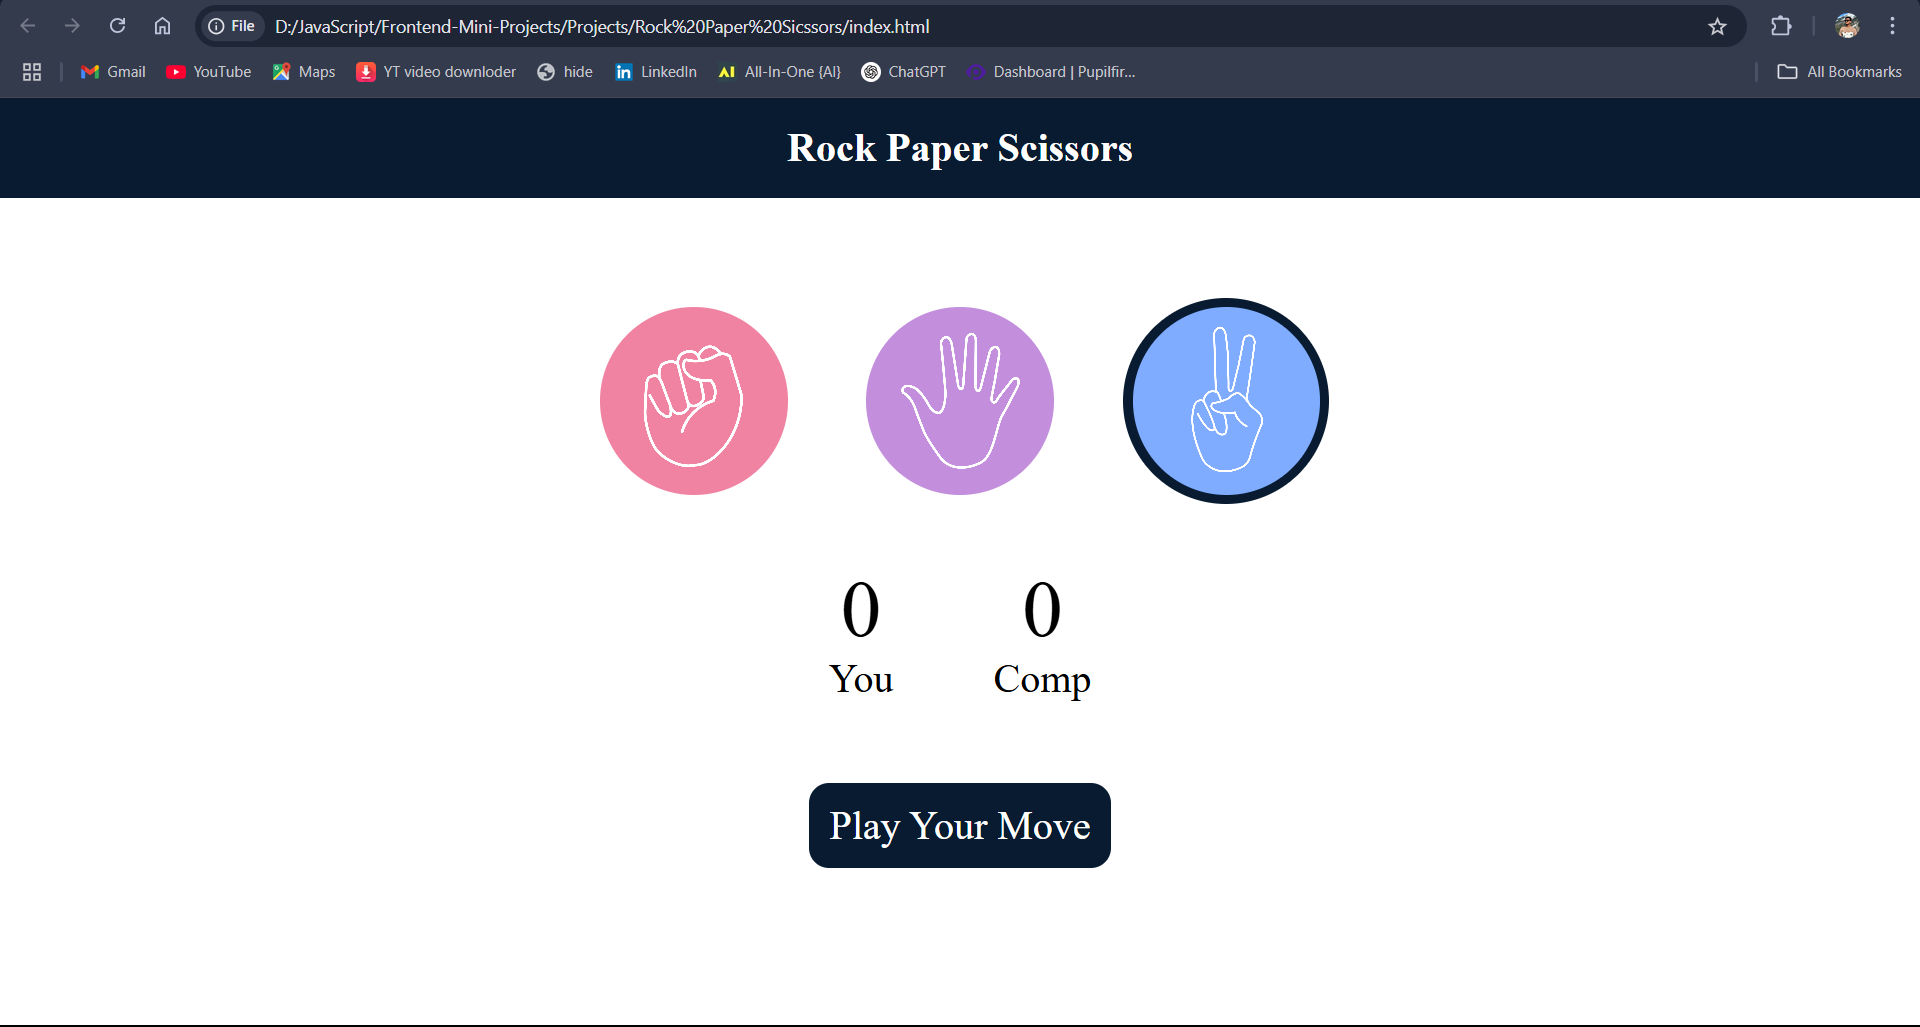 File D:/JavaScript/Frontend-Mini-Projects/Projects/Rock%20Paper%20Sicssors/index.html
Gmail YouTube Maps YT video downloder hide LinkedIn All-In-One {AI} ChatGPT Dashboard | Pupilfir... All Bookmarks
Rock Paper Scissors
0 0
You Comp
Play Your Move